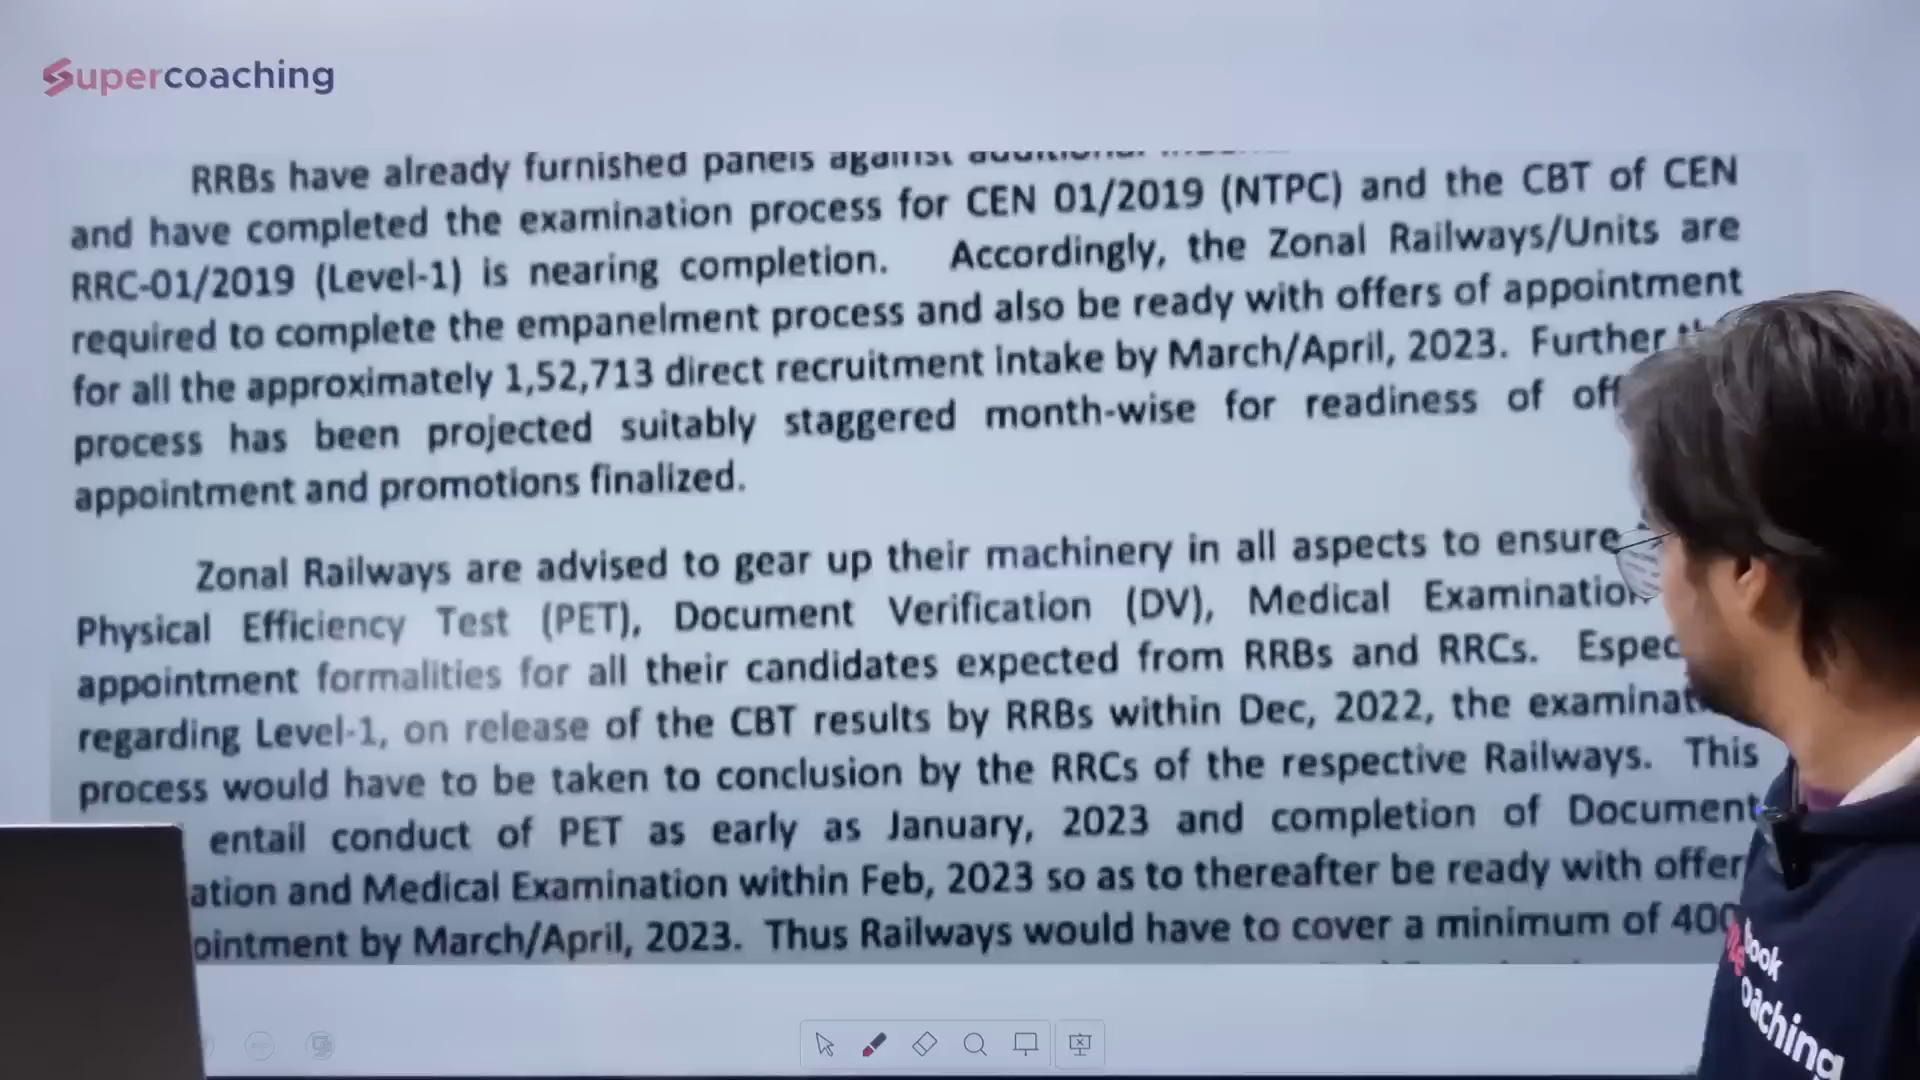 Supercoaching
RRBs have already furnished panels against additional
and have completed the examination process for CEN 01/2019 (NTPC) and the CBT of CEN
RRC-01/2019 (Level-1) is nearing completion. Accordingly, the Zonal Railways/Units are
required to complete the empanelment process and also be ready with offers of appointment
for all the approximately 1,52,713 direct recruitment intake by March/April, 2023. Further
process has been projected suitably staggered month-wise for readiness of
appointment and promotions finalized.
Zonal Railways are advised to gear up their machinery in all aspects to ensure
Physical Efficiency Test (PET), Document Verification (DV), Medical Examination
appointment formalities for all their candidates expected from RRBs and RRCs. Espec
regarding Level-1, on release of the CBT results by RRBs within Dec, 2022, the examinat
process would have to be taken to conclusion by the RRCs of the respective Railways. This
entail conduct of PET as early as January, 2023 and completion of Document
ation and Medical Examination within Feb, 2023 so as to thereafter be ready with offer
ointment by March/April, 2023. Thus Railways would have to cover a minimum of 400
book
coaching